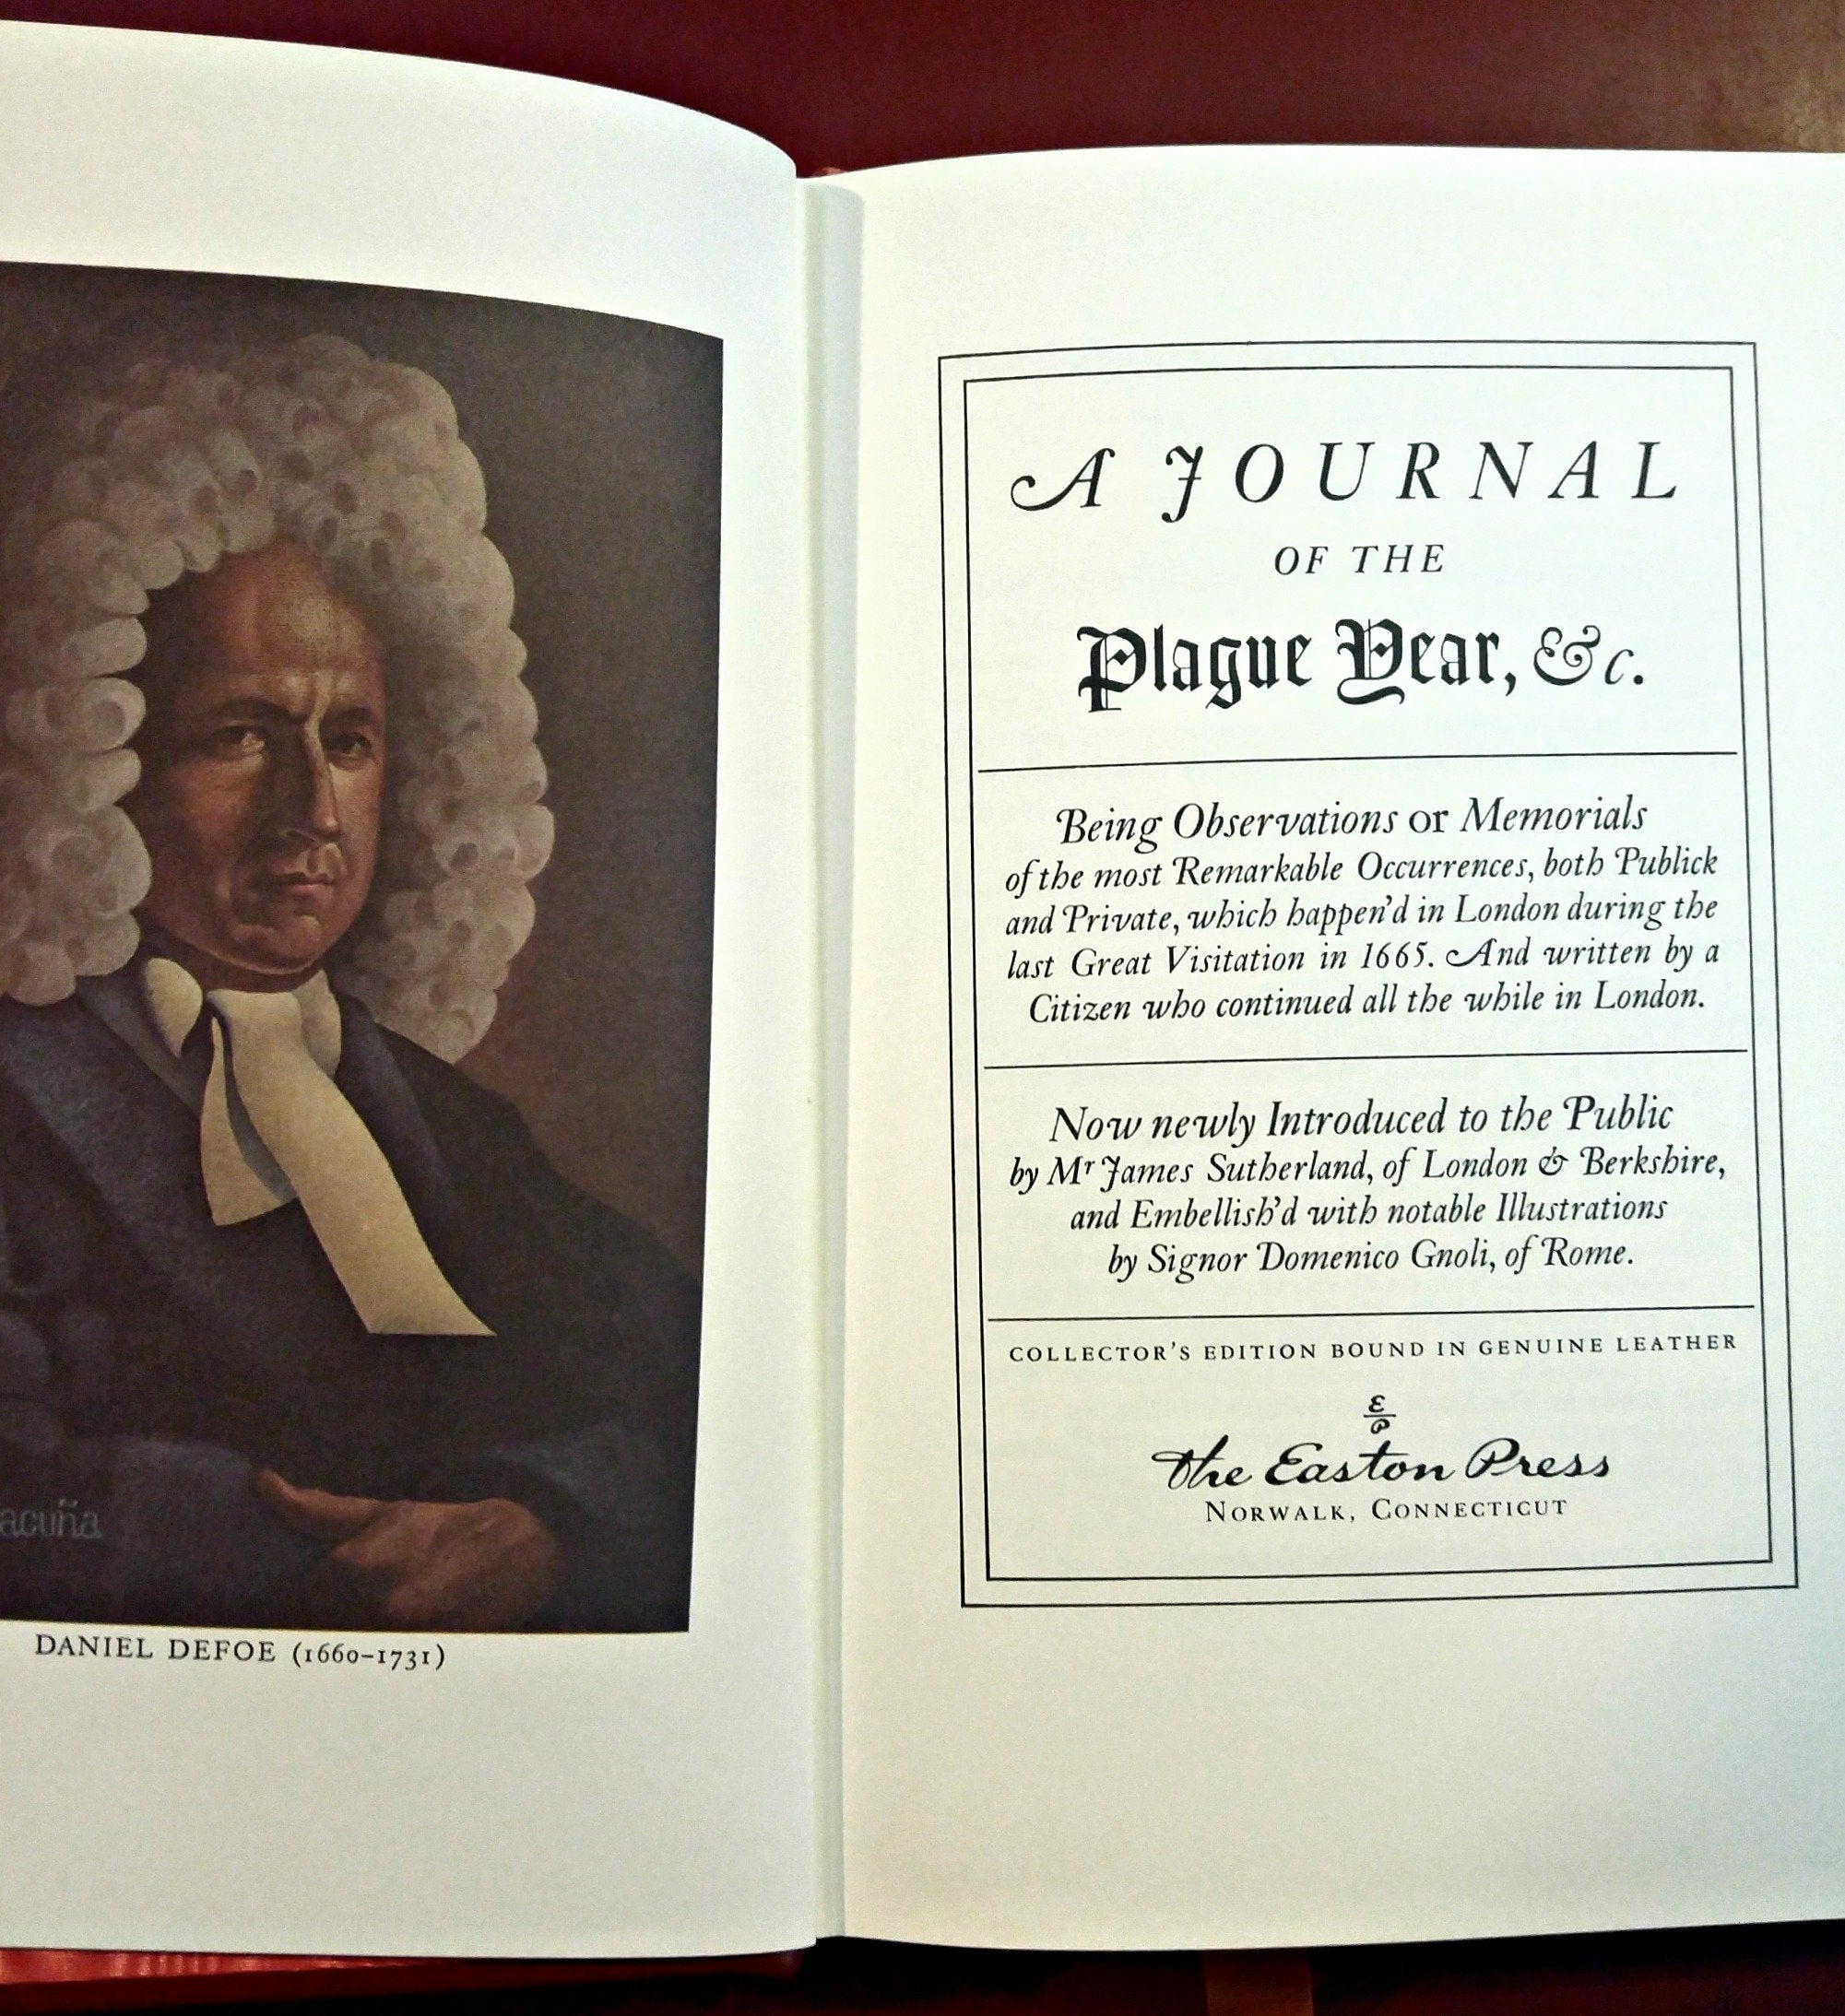 acuña
DANIEL DEFOE (1660–1731)
A JOURNAL
OF THE
Plague Year, &c.
Being Observations or Memorials
of the most Remarkable Occurrences, both Publick
and Private, which happen'd in London during the
last Great Visitation in 1665. And written by a
Citizen who continued all the while in London.
Now newly Introduced to the Public
by Mr James Sutherland, of London & Berkshire,
and Embellish'd with notable Illustrations
by Signor Domenico Gnoli, of Rome.
COLLECTOR'S EDITION BOUND IN GENUINE LEATHER
E
P
The Easton Press
NORWALK, CONNECTICUT